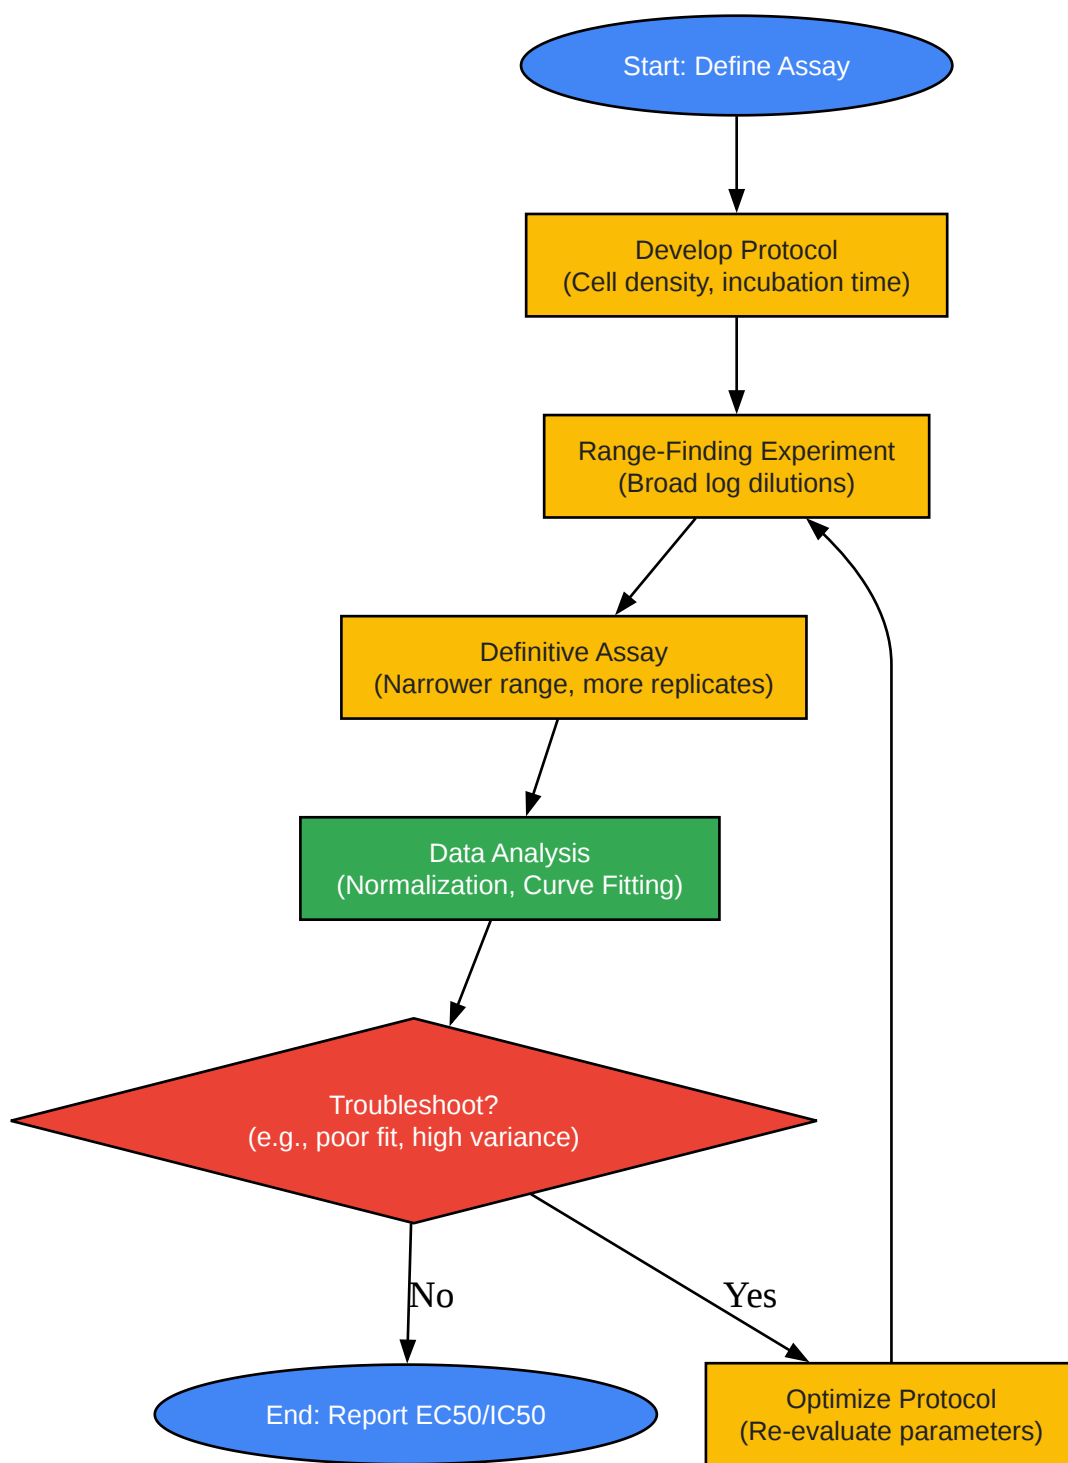 Start: Define Assay
Develop Protocol
(Cell density, incubation time)
Range-Finding Experiment
(Broad log dilutions)
Definitive Assay
(Narrower range, more replicates)
Data Analysis
(Normalization, Curve Fitting)
Troubleshoot?
(e.g., poor fit, high variance)
No
Yes
End: Report EC50/IC50
Optimize Protocol
(Re-evaluate parameters)